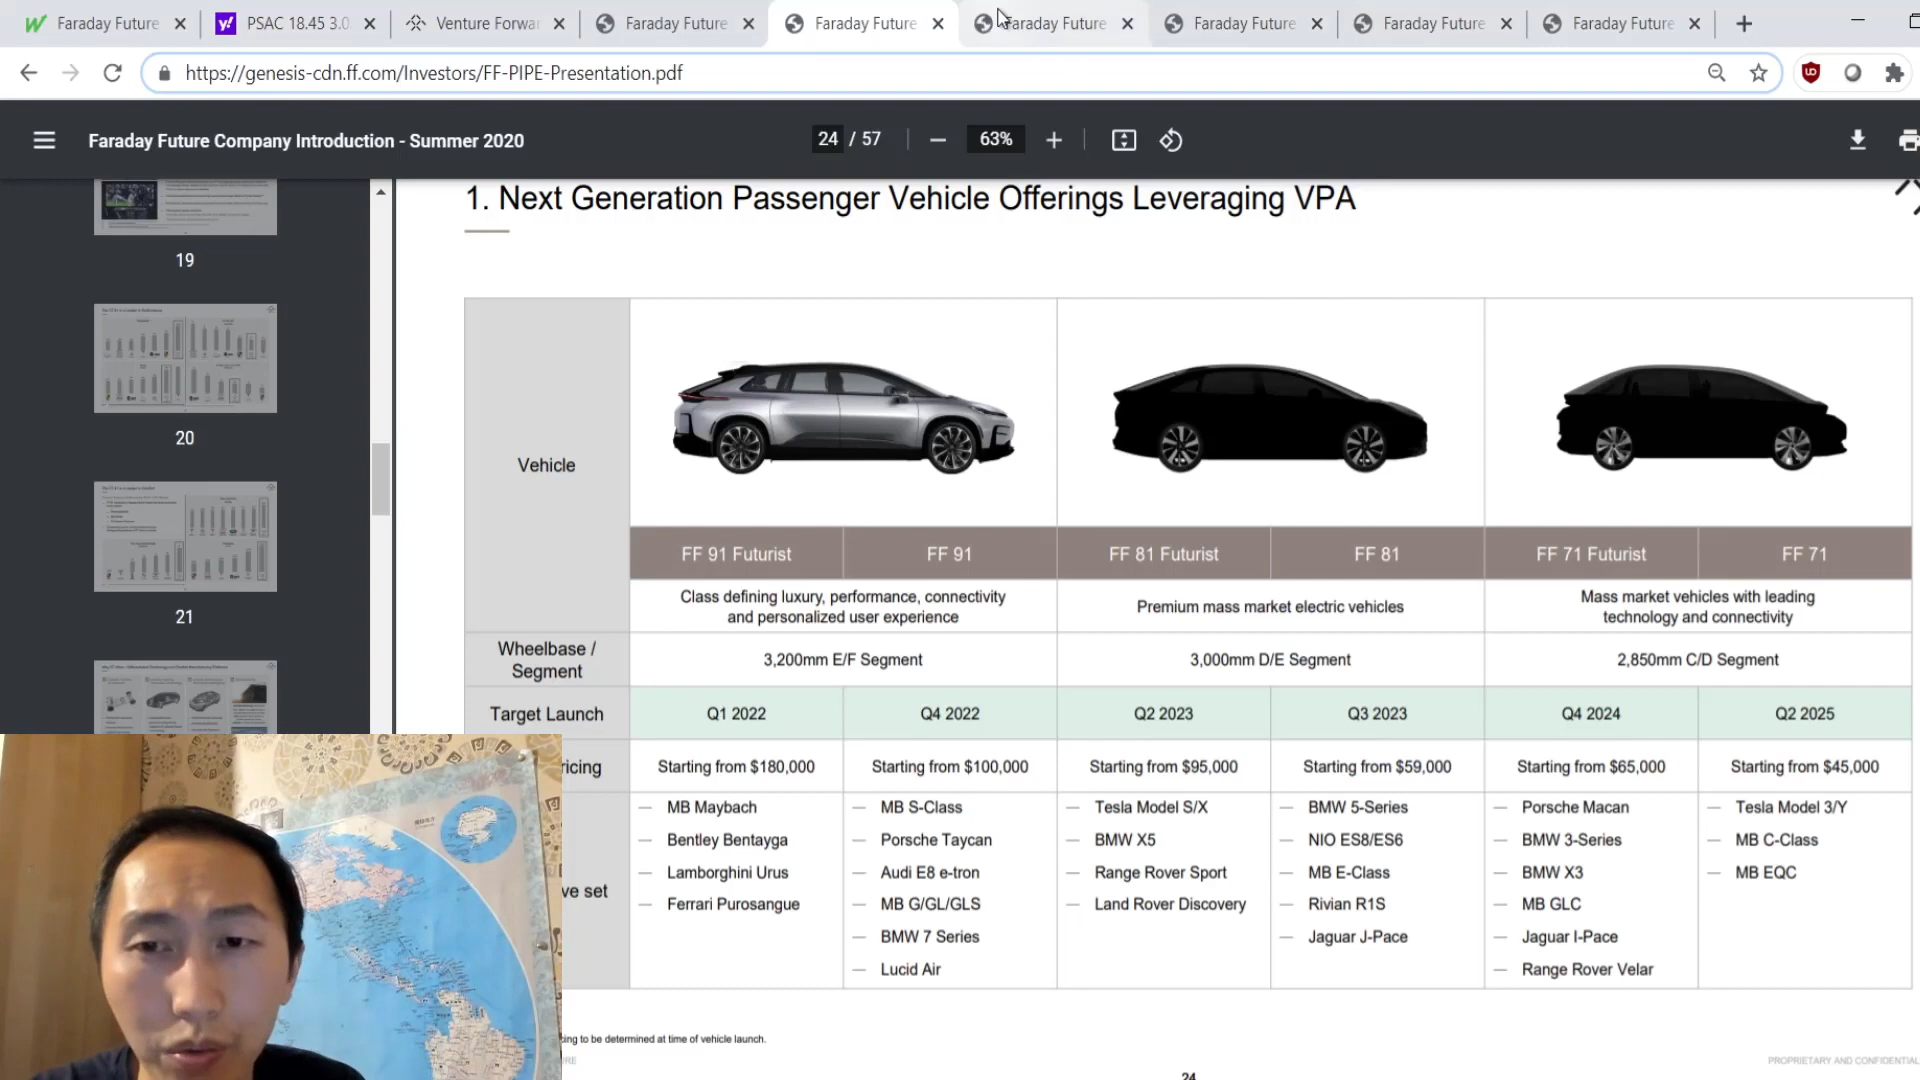 Faraday Future
PSAC 18.45 3.0
Venture Forwar
Faraday Future
Faraday Future
Faraday Future
Faraday Future
Faraday Future
Faraday Future
https://genesis-cdn.ff.com/Investors/FF-PIPE-Presentation.pdf
Faraday Future Company Introduction - Summer 2020
24 / 57
63%
19
20
21
1. Next Generation Passenger Vehicle Offerings Leveraging VPA
Vehicle
FF 91 Futurist
FF 91
FF 81 Futurist
FF 81
FF 71 Futurist
FF 71
Class defining luxury, performance, connectivity
and personalized user experience
Premium mass market electric vehicles
Mass market vehicles with leading
technology and connectivity
Wheelbase /
Segment
3,200mm E/F Segment
3,000mm D/E Segment
2,850mm C/D Segment
Target Launch
Q1 2022
Q4 2022
Q2 2023
Q3 2023
Q4 2024
Q2 2025
ricing
Starting from $180,000
Starting from $100,000
Starting from $95,000
Starting from $59,000
Starting from $65,000
Starting from $45,000
ve set
— MB Maybach
— Bentley Bentayga
— Lamborghini Urus
— Ferrari Purosangue
— MB S-Class
— Porsche Taycan
— Audi E8 e-tron
— MB G/GL/GLS
— BMW 7 Series
— Lucid Air
— Tesla Model S/X
— BMW X5
— Range Rover Sport
— Land Rover Discovery
— BMW 5-Series
— NIO ES8/ES6
— MB E-Class
— Rivian R1S
— Jaguar J-Pace
— Porsche Macan
— BMW 3-Series
— BMW X3
— MB GLC
— Jaguar I-Pace
— Range Rover Velar
— Tesla Model 3/Y
— MB C-Class
— MB EQC
ing to be determined at time of vehicle launch.
PROPRIETARY AND CONFIDENTIAL
24